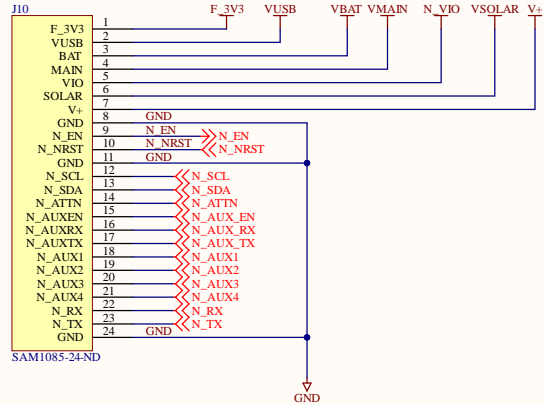 J10 F_3V3 VUSB VBAT VMAIN N_VIO VSOLAR V+
F_3V3 1
VUSB 2
BAT 3
MAIN 4
VIO 5
SOLAR 6
V+ 7
GND 8 GND
N_EN 9 N_EN N_EN
N_NRST 10 N_NRST N_NRST
GND 11 GND
N_SCL 12 N_SCL
N_SDA 13 N_SDA
N_ATTN 14 N_ATTN
N_AUXEN 15 N_AUX_EN
N_AUXRX 16 N_AUX_RX
N_AUXTX 17 N_AUX_TX
N_AUX1 18 N_AUX1
N_AUX2 19 N_AUX2
N_AUX3 20 N_AUX3
N_AUX4 21 N_AUX4
N_RX 22 N_RX
N_TX 23 N_TX
GND 24 GND
SAM1085-24-ND
GND